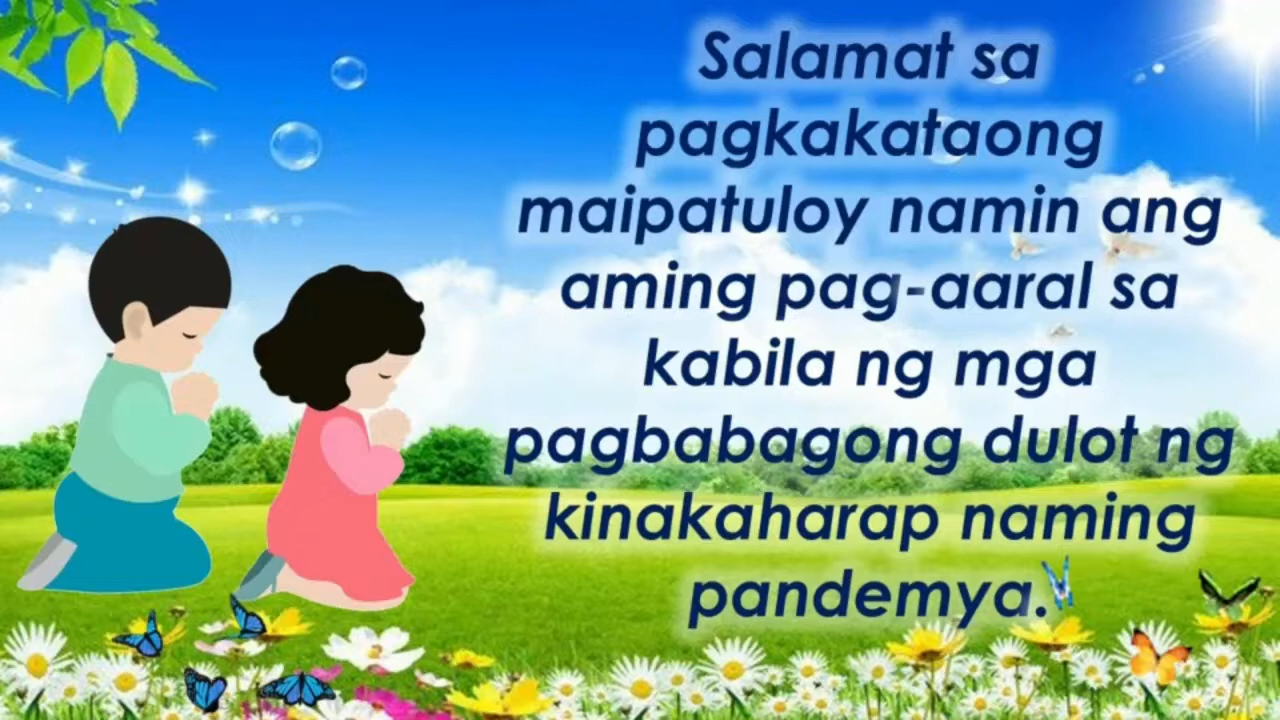 Salamat sa
pagkakataong
maipatuloy namin ang
aming pag-aaral sa
kabila ng mga
pagbabagong dulot ng
kinakaharap naming
pandemya.